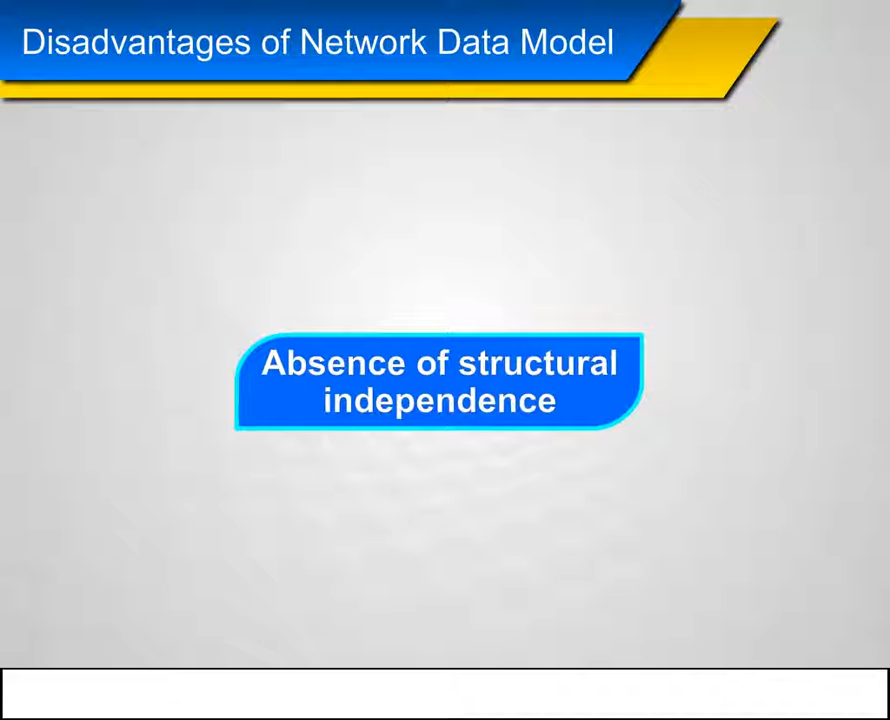 Disadvantages of Network Data Model
Absence of structural
independence